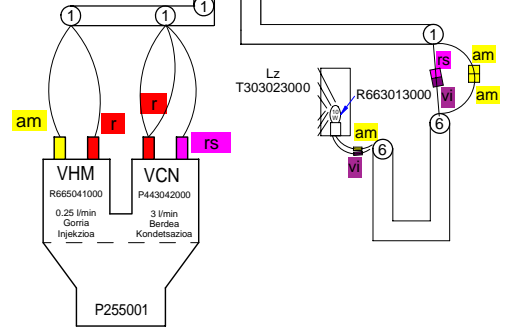 1
1
1
1
rs
am
Lz
T303023000
R663013000
vi
am
r
r
10
W
am
6
am
rs
6
vi
VHM
VCN
R665041000
P443042000
0.25 l/min
3 l/min
Gorria
Berdea
Injekzioa
Kondetsazioa
P255001